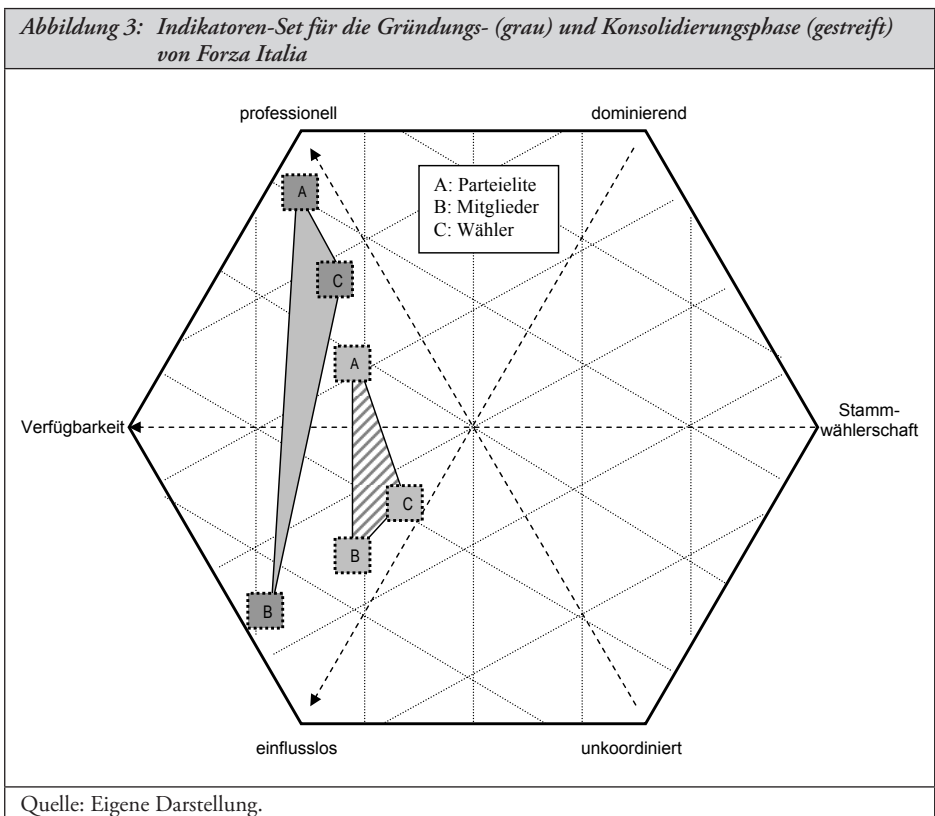 Abbildung 3: Indikatoren-Set für die Gründungs- (grau) und Konsolidierungsphase (gestreift)
von Forza Italia
professionell
dominierend
A: Parteielite
B: Mitglieder
C: Wähler
A
C
A
Verfügbarkeit
Stamm-
wählerschaft
C
B
B
einflusslos
unkoordiniert
Quelle: Eigene Darstellung.